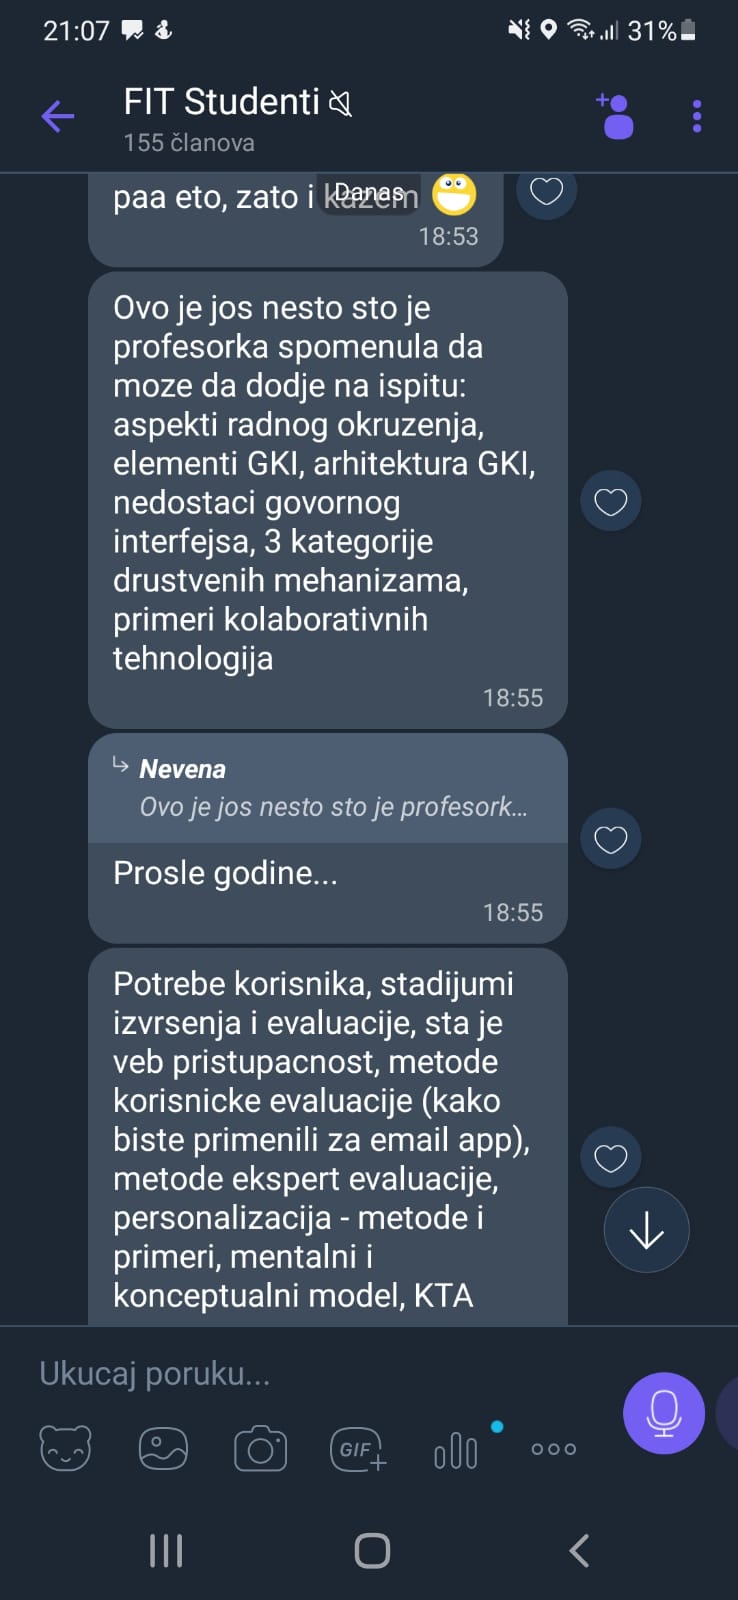 21:07
31%
FIT Studenti
155 članova
Danas
paa eto, zato i kazem
18:53
Ovo je jos nesto sto je
profesorka spomenula da
moze da dodje na ispitu:
aspekti radnog okruzenja,
elementi GKI, arhitektura GKI,
nedostaci govornog
interfejsa, 3 kategorije
drustvenih mehanizama,
primeri kolaborativnih
tehnologija
18:55
Nevena
Ovo je jos nesto sto je profesork...
Prosle godine...
18:55
Potrebe korisnika, stadijumi
izvrsenja i evaluacije, sta je
veb pristupacnost, metode
korisnicke evaluacije (kako
biste primenili za email app),
metode ekspert evaluacije,
personalizacija - metode i
primeri, mentalni i
konceptualni model, KTA
Ukucaj poruku...
GIF